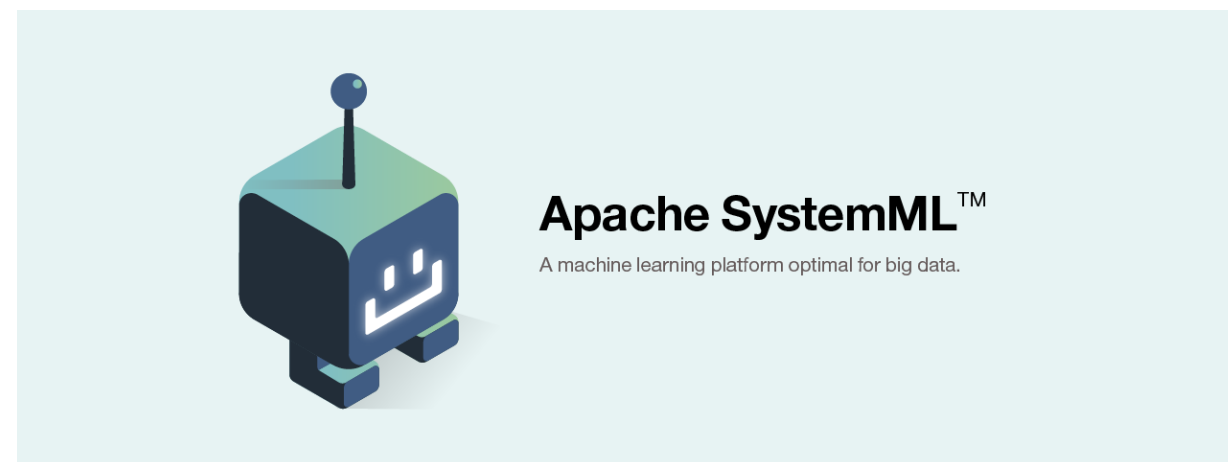 Apache SystemML™
A machine learning platform optimal for big data.